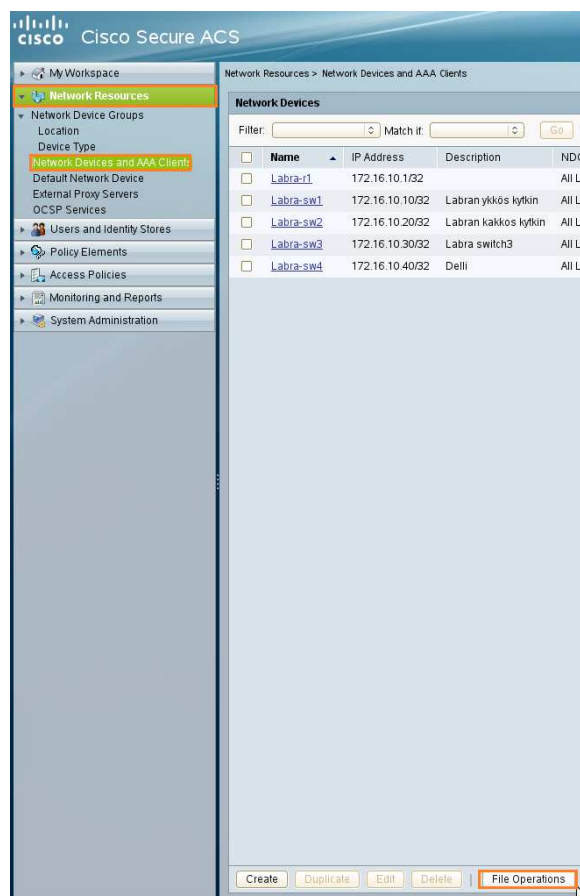 CISCO Cisco Secure ACS
My Workspace
Network Resources
Network Device Groups
Location
Device Type
Network Devices and AAA Clients
Default Network Device
External Proxy Servers
OCSP Services
Users and Identity Stores
Policy Elements
Access Policies
Monitoring and Reports
System Administration
Network Resources > Network Devices and AAA Clients
Network Devices
Filter: Match if: Go
Name IP Address Description NDG
Labra-r1 172.16.10.1/32 All L
Labra-sw1 172.16.10.10/32 Labran ykkös kytkin All L
Labra-sw2 172.16.10.20/32 Labran kakkos kytkin All L
Labra-sw3 172.16.10.30/32 Labra switch3 All L
Labra-sw4 172.16.10.40/32 Delli All L
Create Duplicate Edit Delete | File Operations